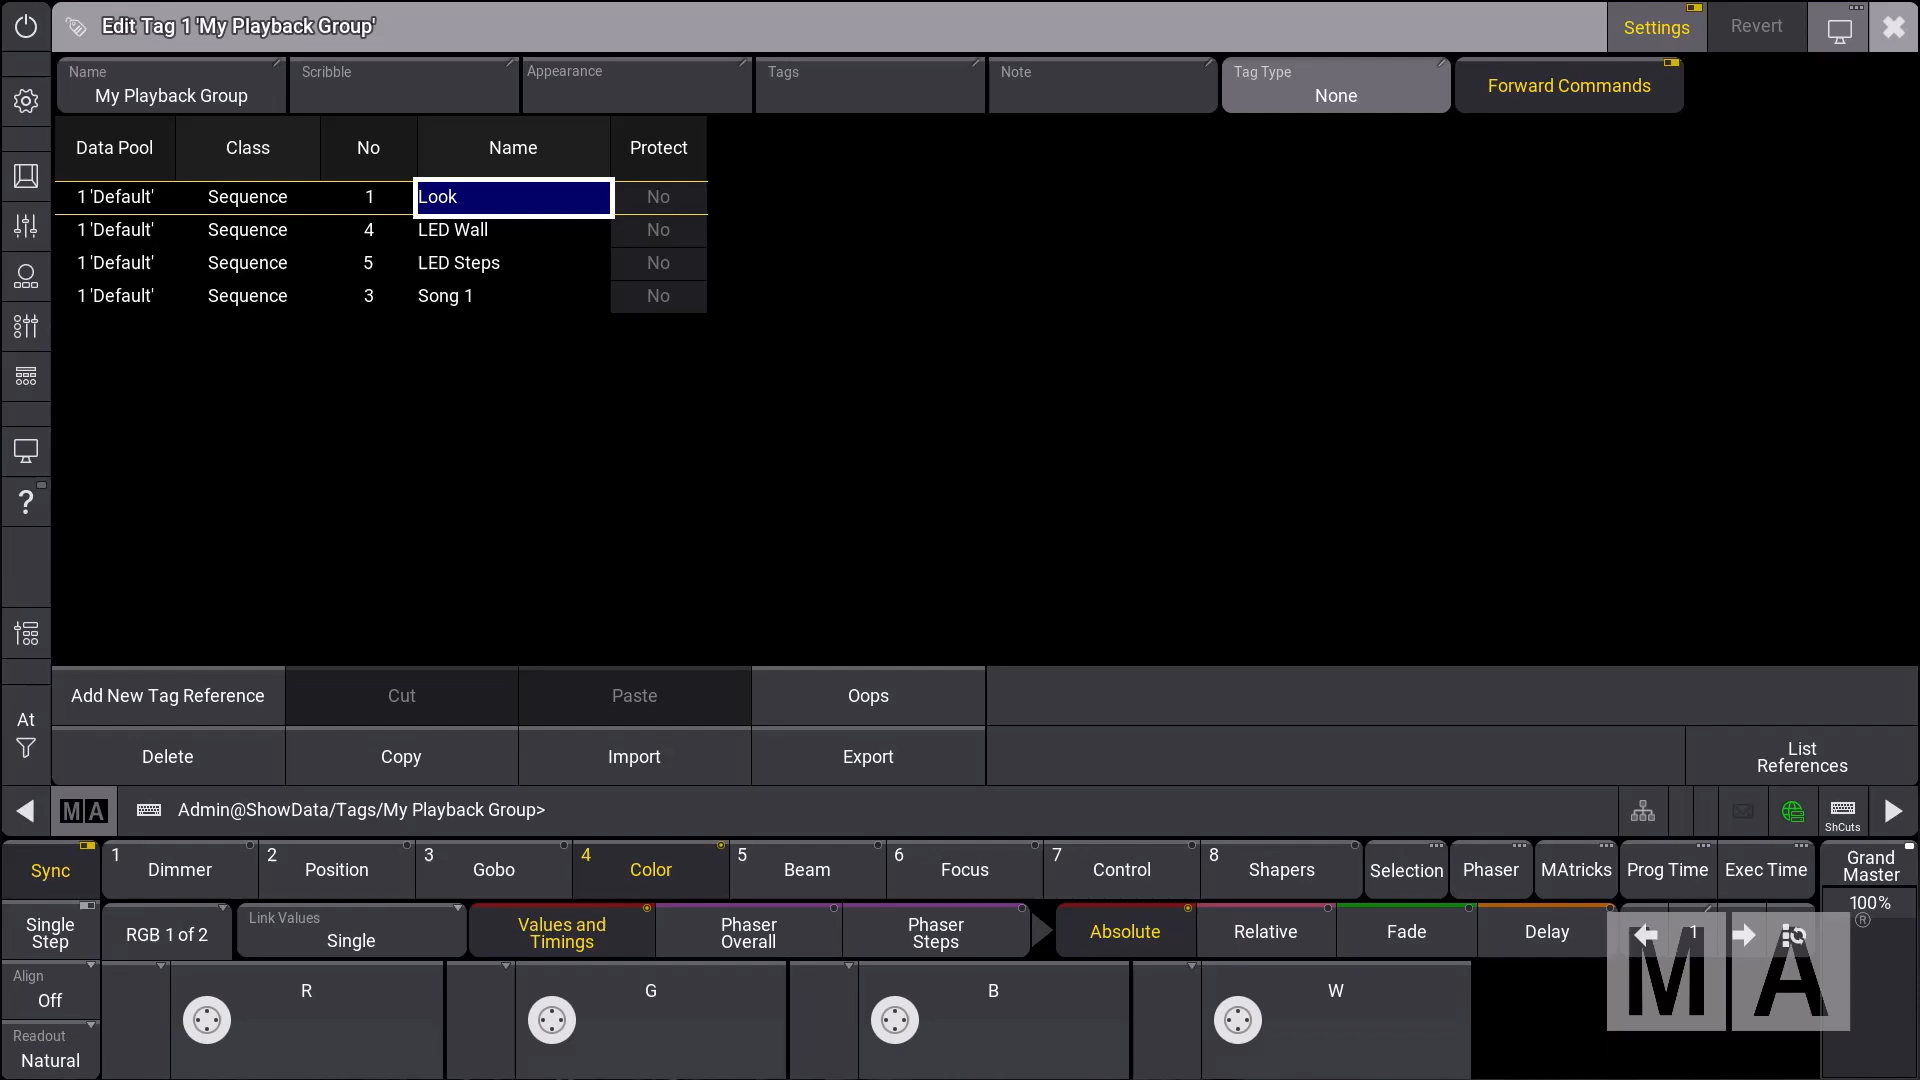 Edit Tag 1 'My Playback Group'
Settings
Revert
Name
My Playback Group
Scribble
Appearance
Tags
Note
Tag Type
None
Forward Commands
Data Pool Class No Name Protect
1 'Default' Sequence 1 Look No
1 'Default' Sequence 4 LED Wall No
1 'Default' Sequence 5 LED Steps No
1 'Default' Sequence 3 Song 1 No
?
At
Add New Tag Reference Cut Paste Oops
Delete Copy Import Export
List
References
MA
Admin@ShowData/Tags/My Playback Group>
ShCuts
Sync
1 Dimmer
2 Position
3 Gobo
4 Color
5 Beam
6 Focus
7 Control
8 Shapers
Selection
Phaser
MAtricks
Prog Time
Exec Time
Grand
Master
100%
R
Single
Step
RGB 1 of 2
Link Values
Single
Values and
Timings
Phaser
Overall
Phaser
Steps
Absolute
Relative
Fade
Delay
1
Align
Off
Readout
Natural
R
G
B
W
MA